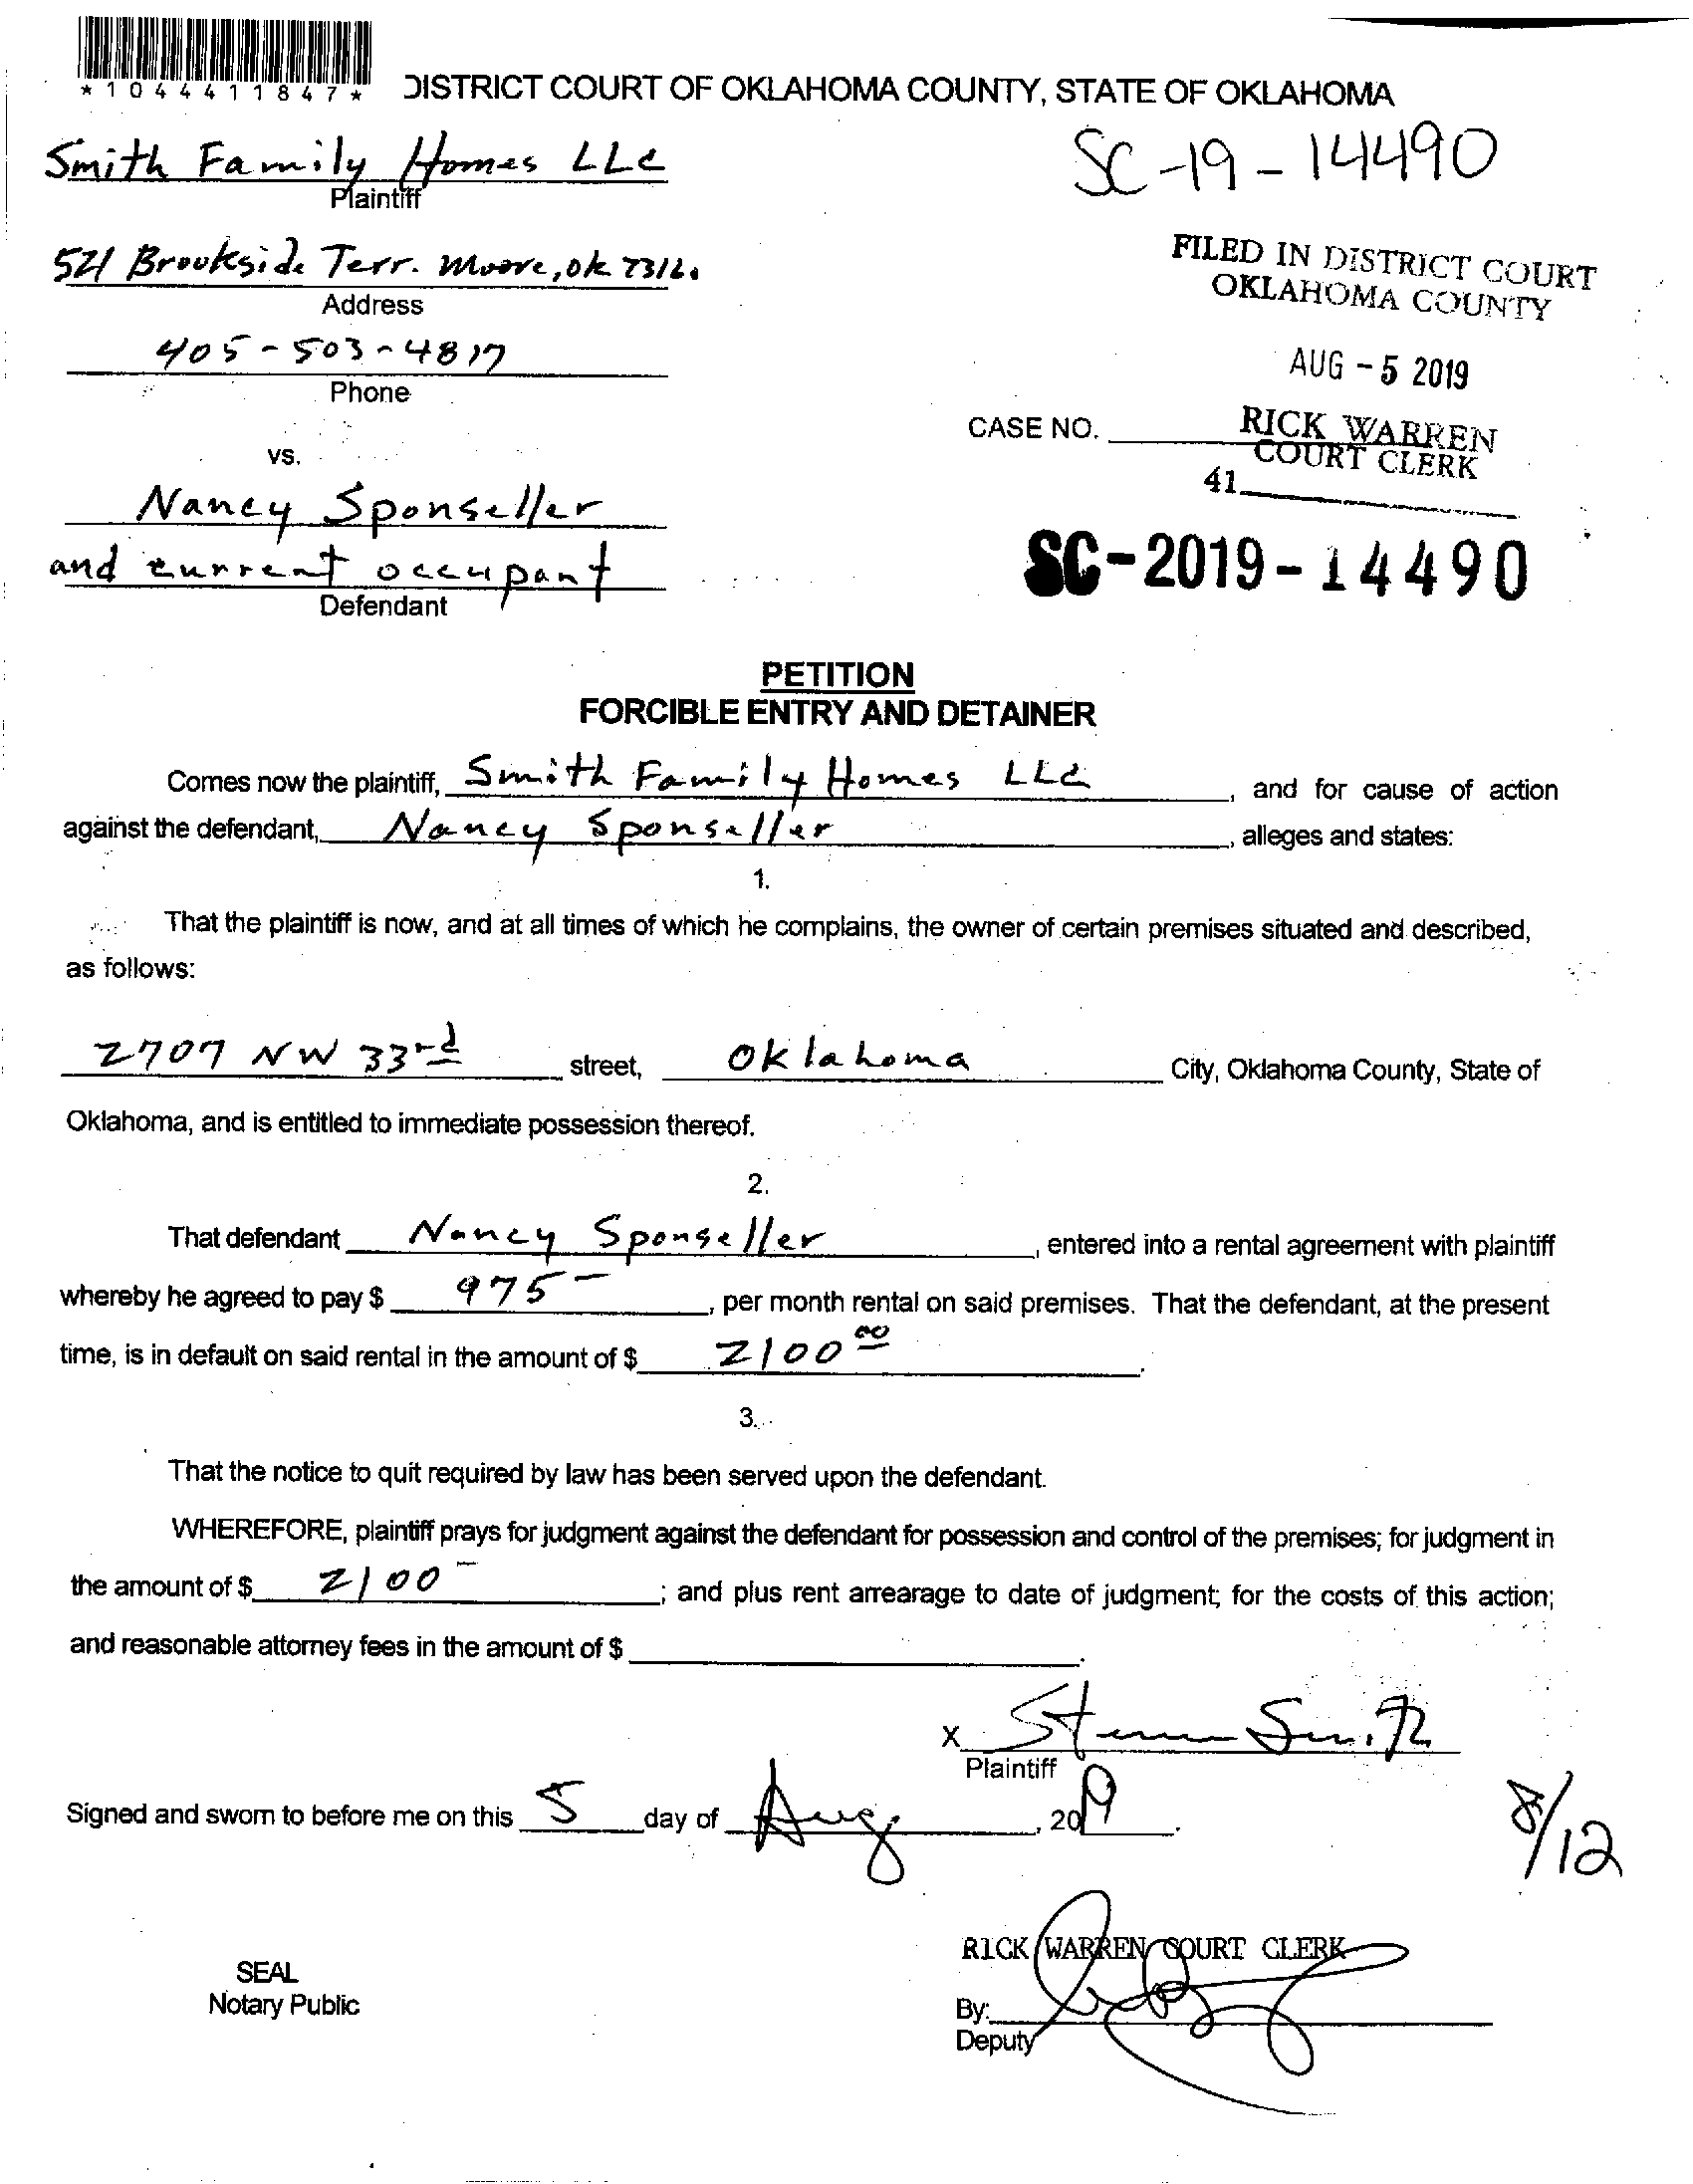 *1044411847*
DISTRICT COURT OF OKLAHOMA COUNTY, STATE OF OKLAHOMA
Smith Family Homes LLC
Plaintiff
SC-19-14490
521 Brookside Terr. Moore, ok 73160
Address
FILED IN DISTRICT COURT
OKLAHOMA COUNTY
405-503-4817
Phone
AUG - 5 2019
CASE NO.
RICK WARREN
COURT CLERK
41
vs.
Nancy Sponseller
and current occupant
Defendant
SC-2019-14490
PETITION
FORCIBLE ENTRY AND DETAINER
Comes now the plaintiff, Smith Family Homes LLC, and for cause of action
against the defendant, Nancy Sponseller, alleges and states:
1.
That the plaintiff is now, and at all times of which he complains, the owner of certain premises situated and described,
as follows:
2707 NW 33rd street, Oklahoma City, Oklahoma County, State of
Oklahoma, and is entitled to immediate possession thereof.
2.
That defendant Nancy Sponseller, entered into a rental agreement with plaintiff
whereby he agreed to pay $ 975-, per month rental on said premises. That the defendant, at the present
time, is in default on said rental in the amount of $ 2100 00.
3.
That the notice to quit required by law has been served upon the defendant.
WHEREFORE, plaintiff prays for judgment against the defendant for possession and control of the premises; for judgment in
the amount of $ 2100-; and plus rent arrearage to date of judgment; for the costs of this action;
and reasonable attorney fees in the amount of $.
X Smith
Plaintiff
Signed and sworn to before me on this 5 day of Aug, 2019.
8/12
RICK WARREN COURT CLERK
SEAL
Notary Public
By:
Deputy